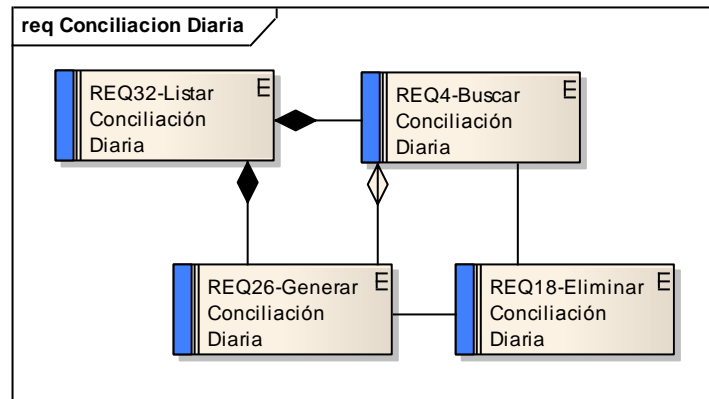 req Conciliacion Diaria
REQ32-Listar
Conciliación
Diaria
E
REQ4-Buscar
Conciliación
Diaria
E
REQ26-Generar
Conciliación
Diaria
E
REQ18-Eliminar
Conciliación
Diaria
E